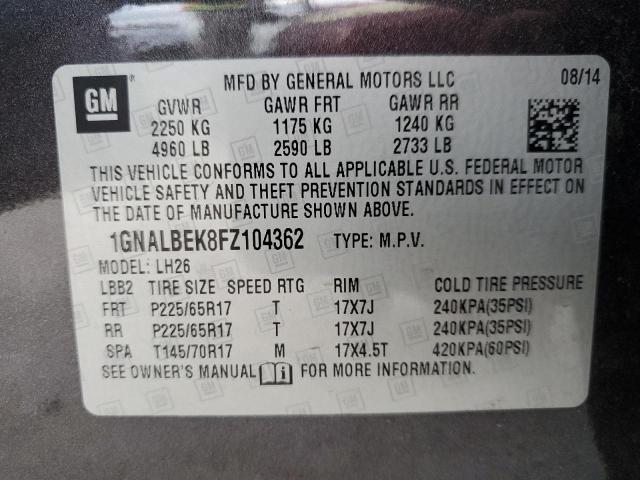 GM
MFD BY GENERAL MOTORS LLC 08/14
GVWR GAWR FRT GAWR RR
2250 KG 1175 KG 1240 KG
4960 LB 2590 LB 2733 LB
THIS VEHICLE CONFORMS TO ALL APPLICABLE U.S. FEDERAL MOTOR
VEHICLE SAFETY AND THEFT PREVENTION STANDARDS IN EFFECT ON
THE DATE OF MANUFACTURE SHOWN ABOVE.
1GNALBEK8FZ104362 TYPE: M.P.V.
MODEL: LH26
LBB2 TIRE SIZE SPEED RTG RIM COLD TIRE PRESSURE
FRT P225/65R17 T 17X7J 240KPA(35PSI)
RR P225/65R17 T 17X7J 240KPA(35PSI)
SPA T145/70R17 M 17X4.5T 420KPA(60PSI)
SEE OWNER'S MANUAL FOR MORE INFORMATION.